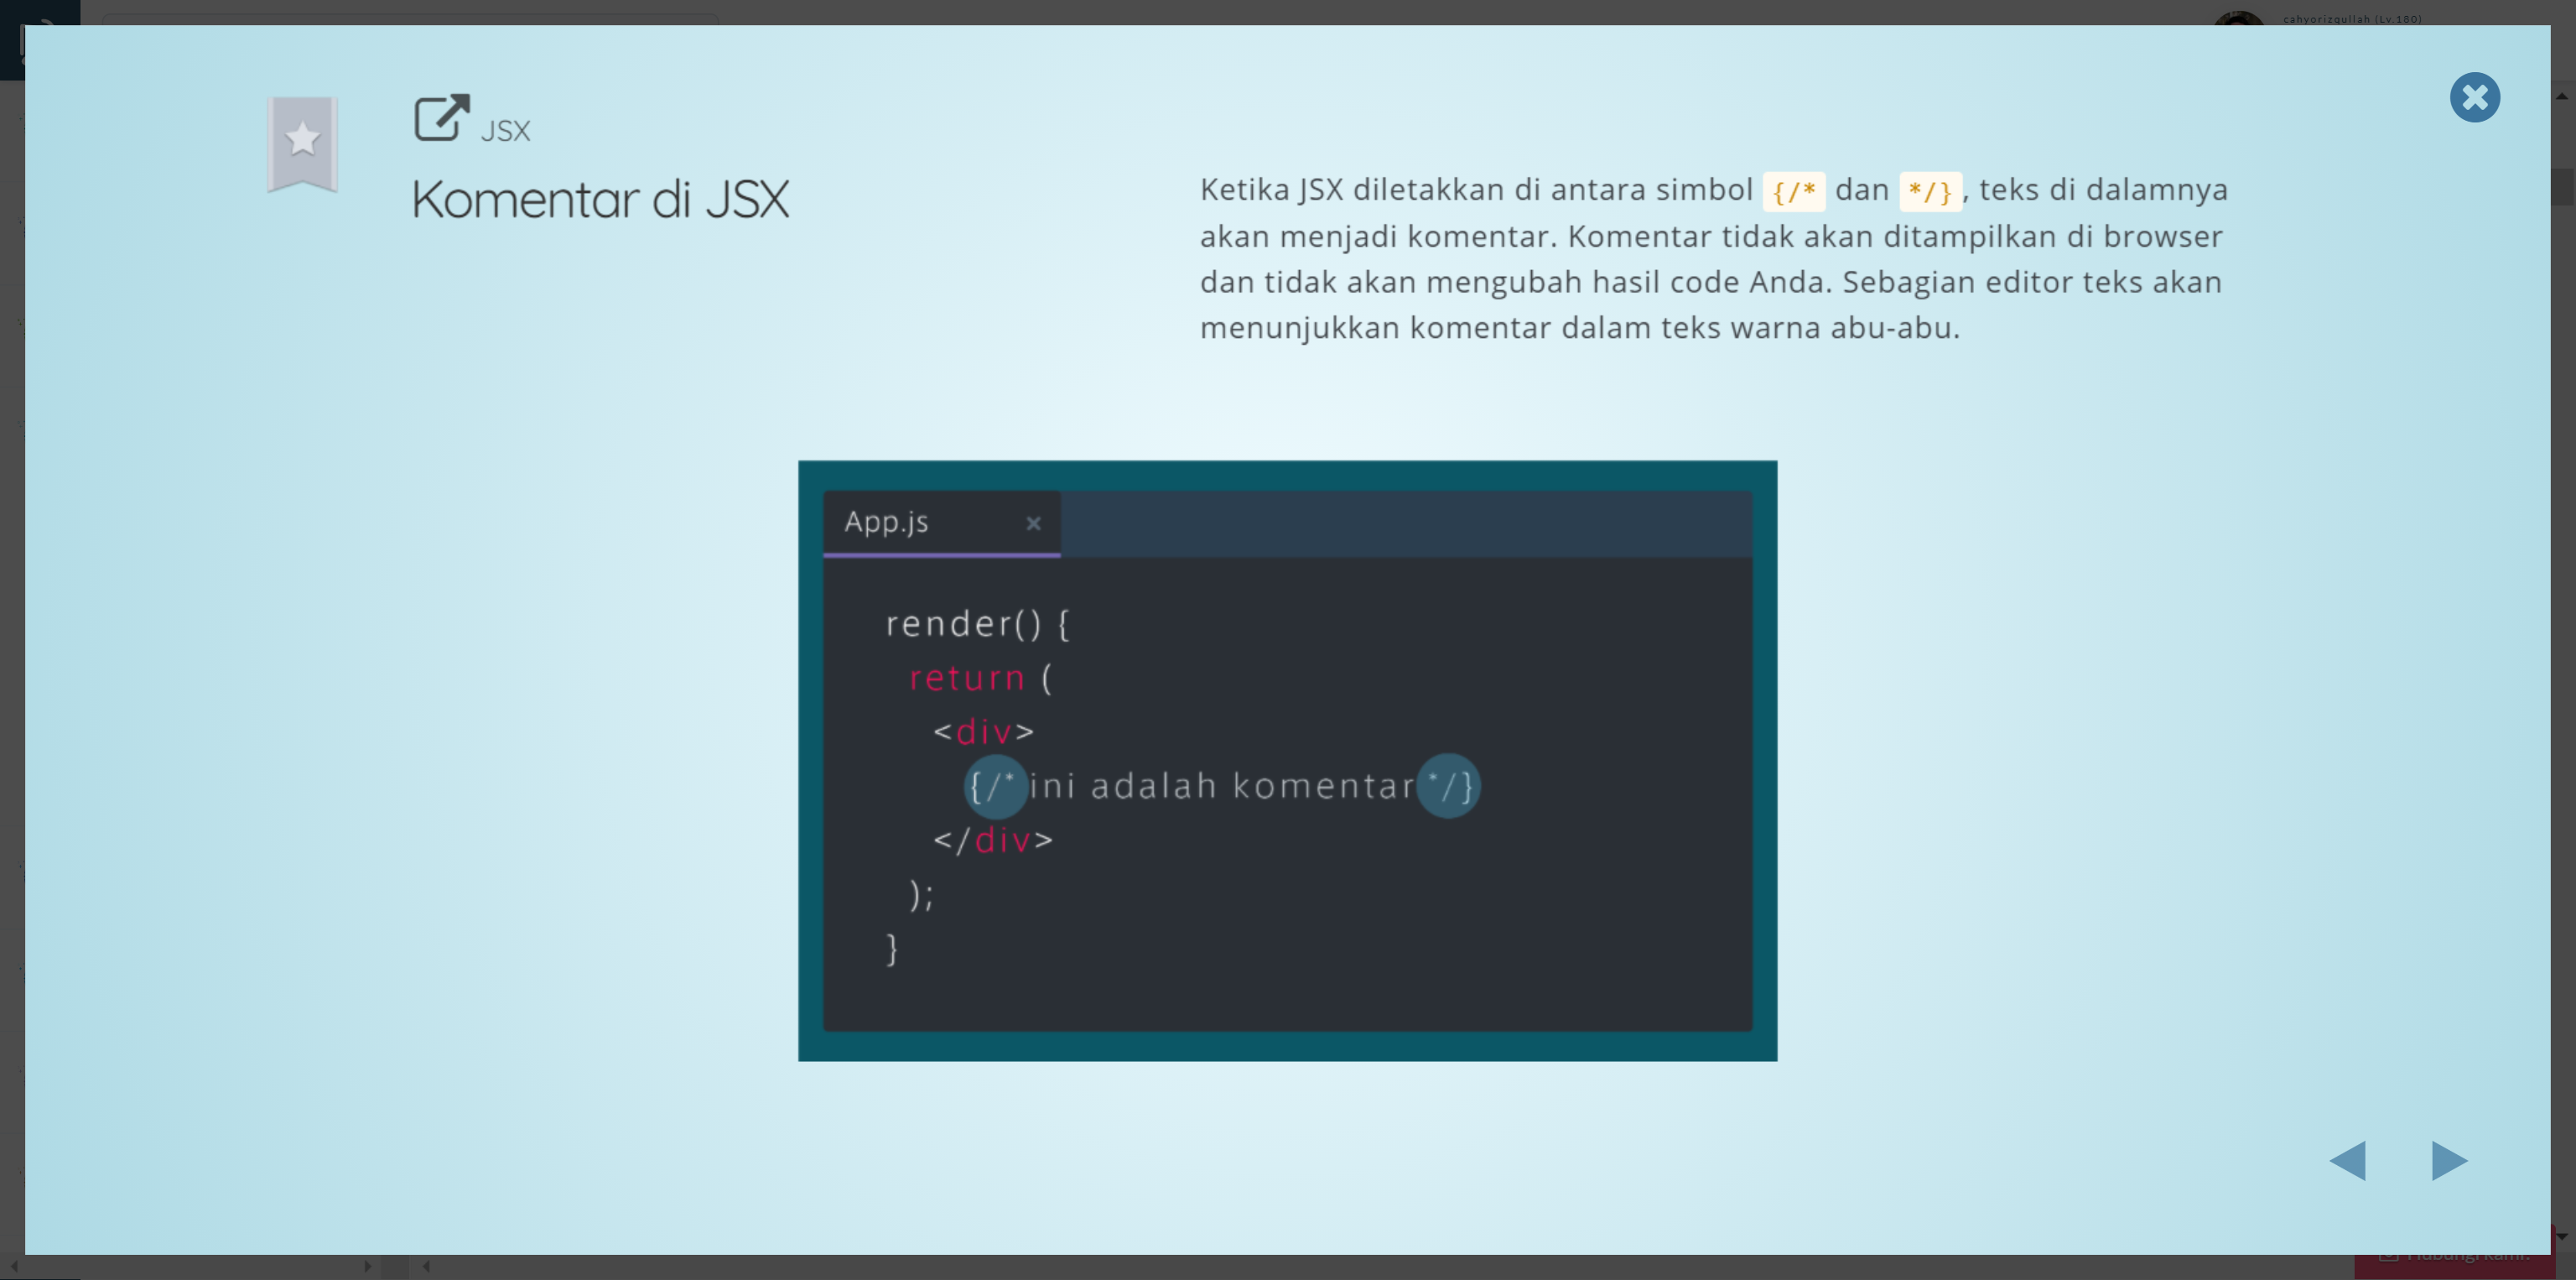 cahyorizqullah (Lv.180)
JSX
Komentar di JSX
Ketika JSX diletakkan di antara simbol {/* dan */}, teks di dalamnya
akan menjadi komentar. Komentar tidak akan ditampilkan di browser
dan tidak akan mengubah hasil code Anda. Sebagian editor teks akan
menunjukkan komentar dalam teks warna abu-abu.
App.js
render() {
return (
<div>
{/* ini adalah komentar */}
</div>
);
}
Hubungi kami!